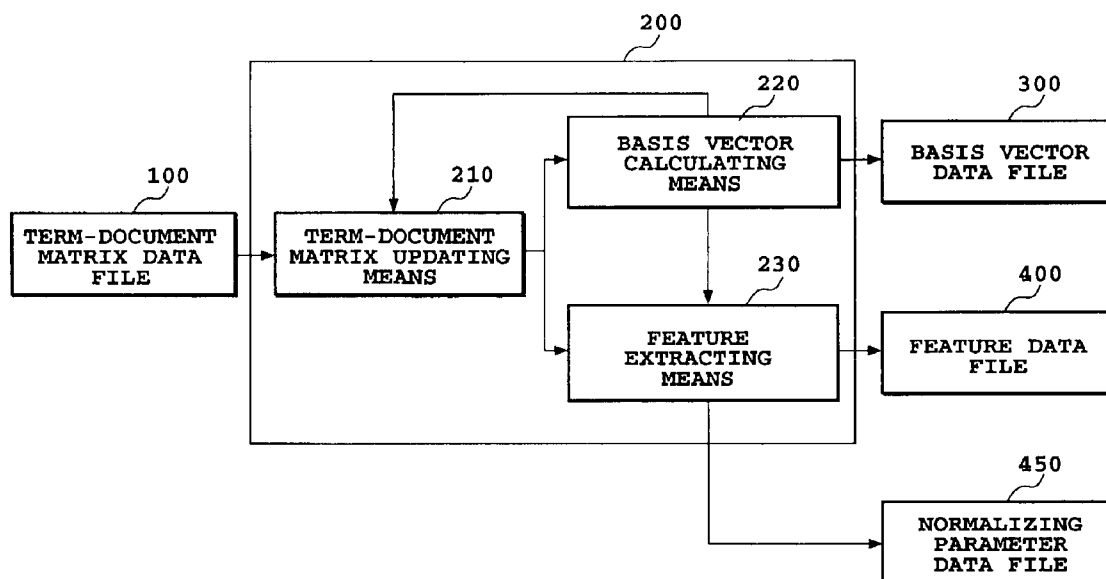 200
220
300
BASIS VECTOR
CALCULATING
MEANS
BASIS VECTOR
DATA FILE
100
210
TERM-DOCUMENT
MATRIX DATA
FILE
TERM-DOCUMENT
MATRIX UPDATING
MEANS
230
400
FEATURE
EXTRACTING
MEANS
FEATURE DATA
FILE
450
NORMALIZING
PARAMETER
DATA FILE